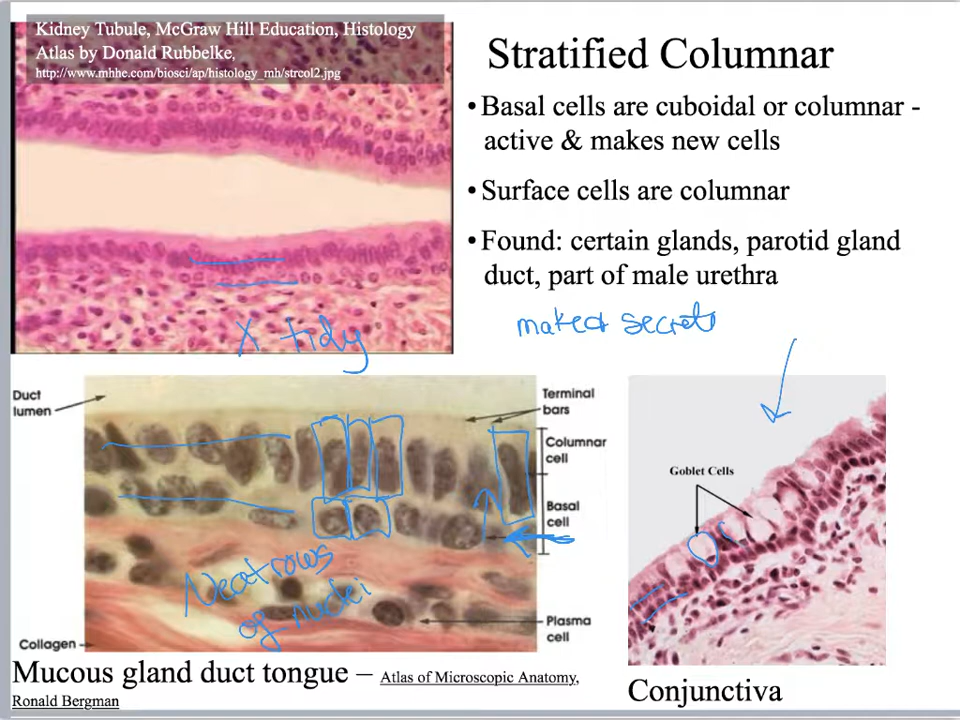 Kidney Tubule, McGraw Hill Education, Histology
Atlas by Donald Rubbelke,
http://www.mhhe.com/biosci/ap/histology_mh/strcol2.jpg
Stratified Columnar
• Basal cells are cuboidal or columnar -
active & makes new cells
• Surface cells are columnar
• Found: certain glands, parotid gland
duct, part of male urethra
X tidy
Duct
lumen
Terminal
bars
Columnar
cell
Basal
cell
Neat rows
of nuclei
Plasma
cell
Collagen
Goblet Cells
Mucous gland duct tongue – Atlas of Microscopic Anatomy,
Ronald Bergman
Conjunctiva